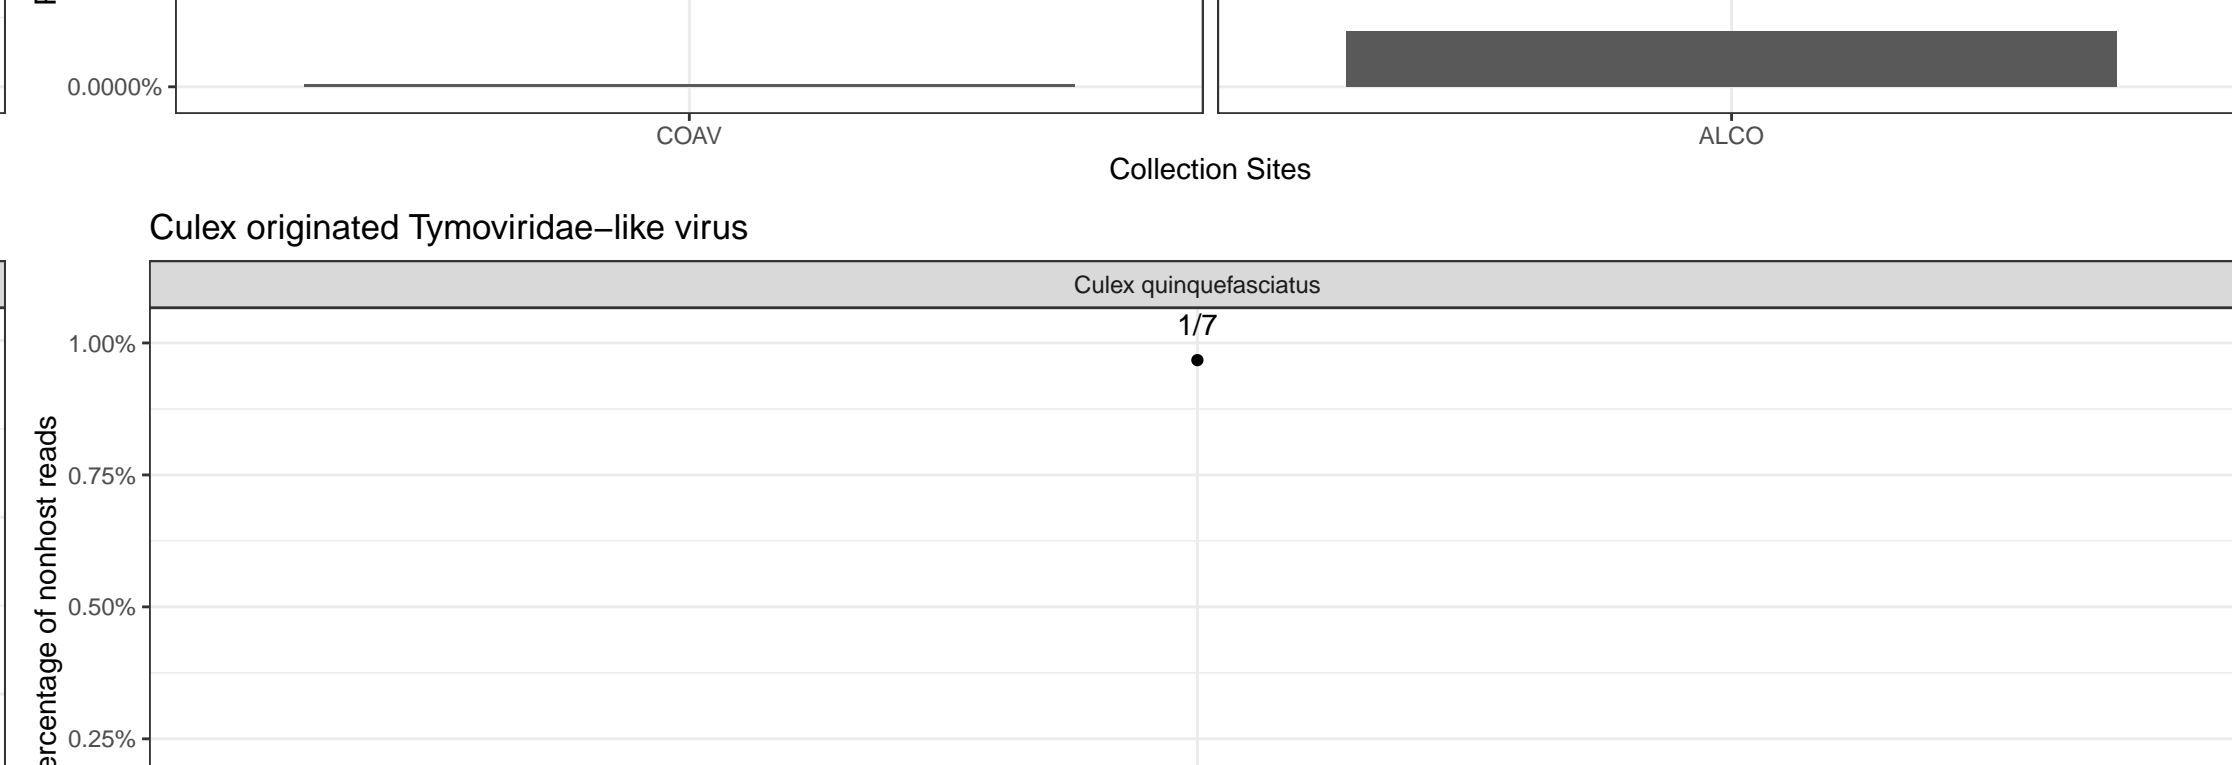 0.0000%
COAV
ALCO
Collection Sites
Culex originated Tymoviridae−like virus
Culex quinquefasciatus
1/7
1.00%
0.75%
0.50%
0.25%
ercentage of nonhost reads